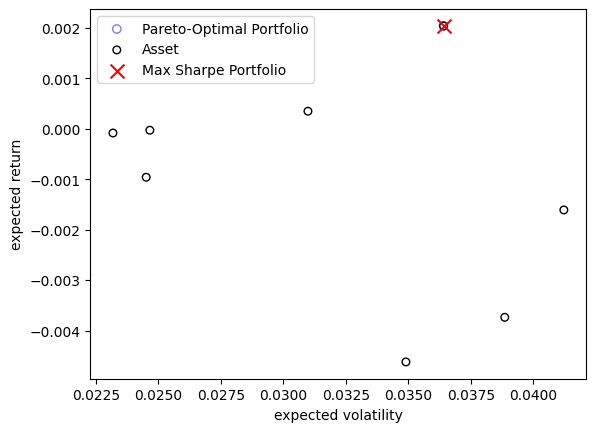 Pareto-Optimal Portfolio
Asset
Max Sharpe Portfolio
0.002
0.001
0.000
−0.001
−0.002
−0.003
−0.004
expected return
0.0225 0.0250 0.0275 0.0300 0.0325 0.0350 0.0375 0.0400
expected volatility